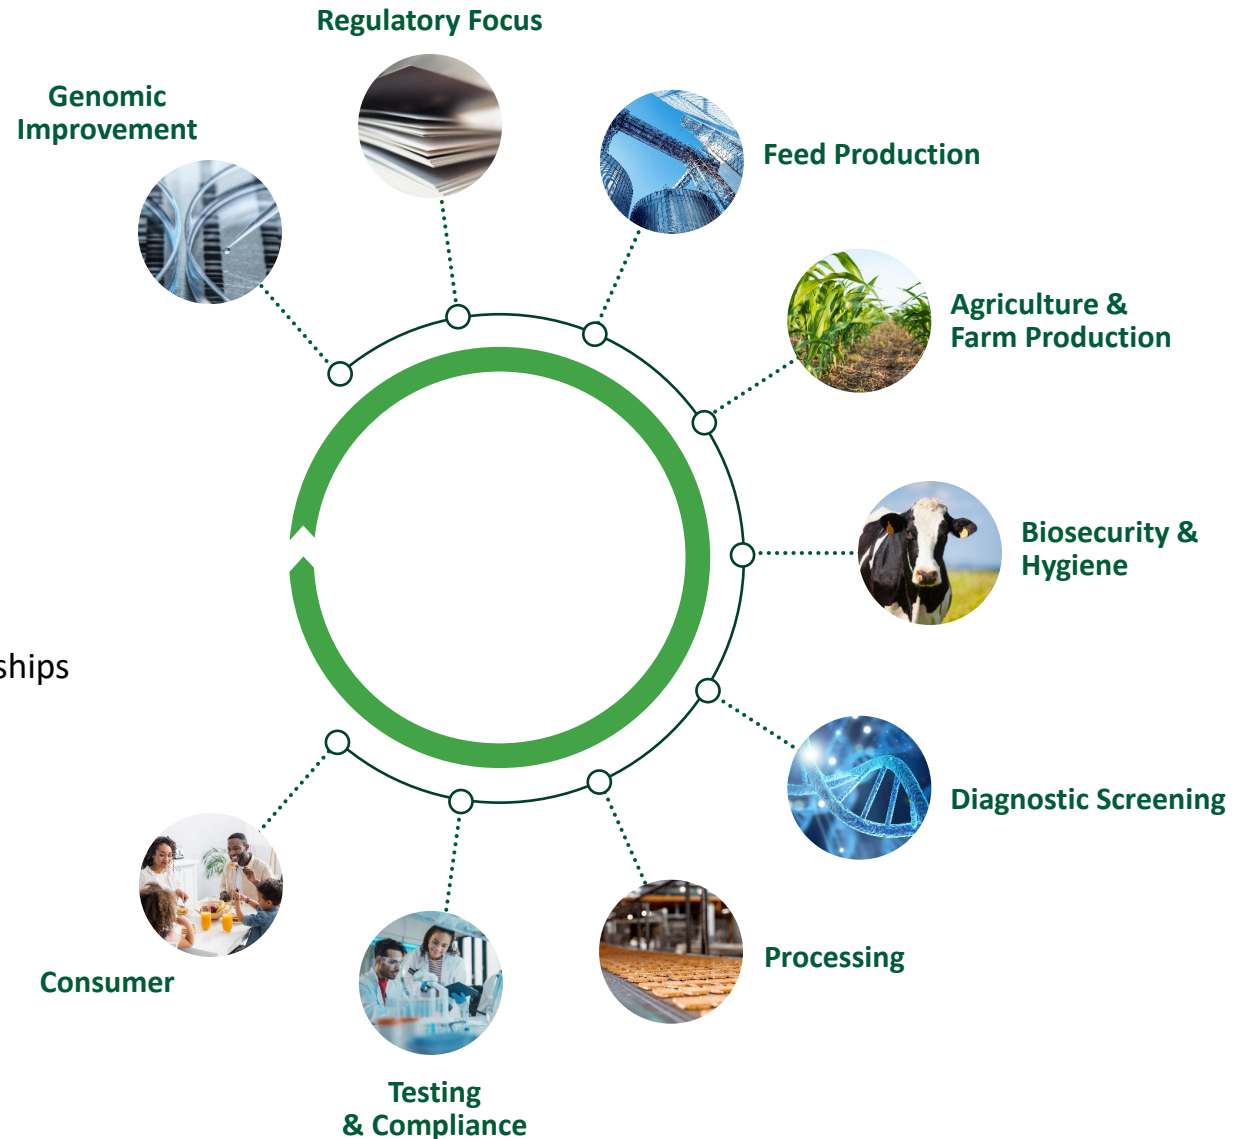 Regulatory Focus
Genomic
Improvement
Feed Production
Agriculture &
Farm Production
Biosecurity &
Hygiene
ships
Diagnostic Screening
Processing
Consumer
Testing
& Compliance